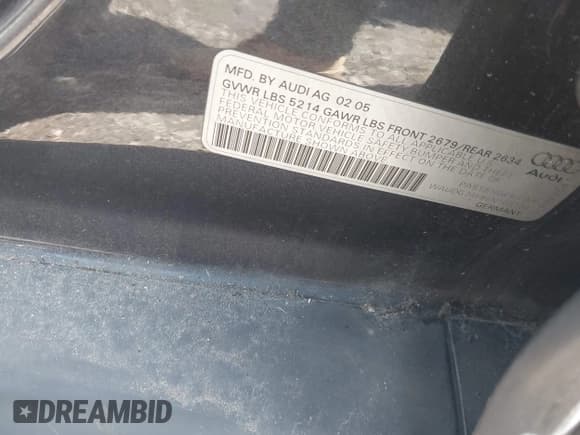 MFD. BY AUDI AG 02 05
GVWR LBS 5214 GAWR LBS FRONT 2679/REAR 2634
THIS VEHICLE CONFORMS TO ALL APPLICABLE U.S.
FEDERAL MOTOR VEHICLE SAFETY BUMPER AND THEFT
PREVENTION STANDARDS IN EFFECT ON THE DATE OF
MANUFACTURE SHOWN ABOVE
Audi
GERMANY
DREAMBID